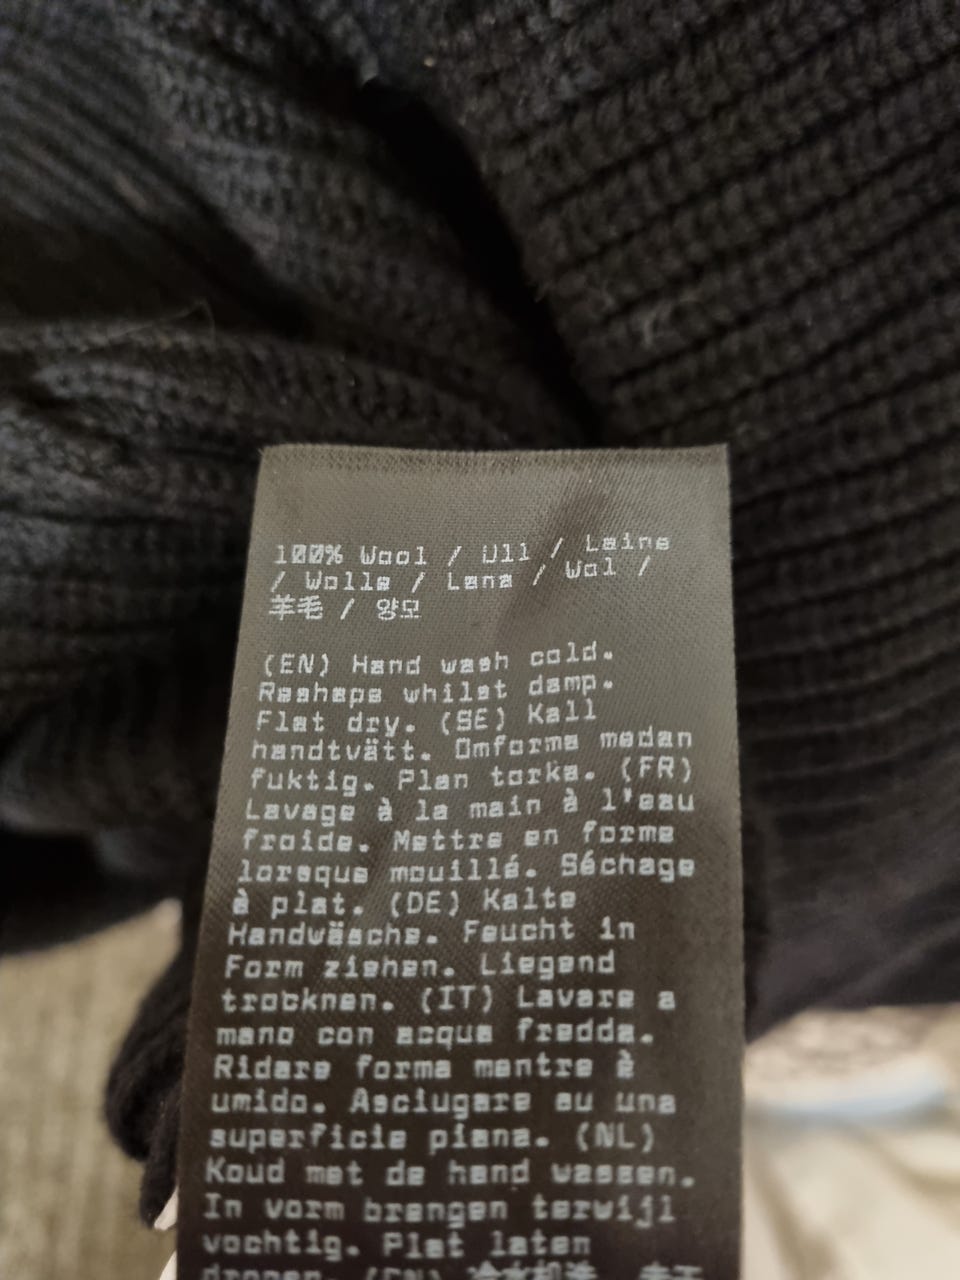 100% Wool / Ull / Laine
/ Wolle / Lana / Wol /
羊毛 / 양모
(EN) Hand wash cold.
Reshape whilst damp.
Flat dry. (SE) Kall
handtvätt. Omforma medan
fuktig. Plan torka. (FR)
Lavage à la main à l'eau
froide. Mettre en forme
lorsque mouillé. Séchage
à plat. (DE) Kalte
Handwäsche. Feucht in
Form ziehen. Liegend
trocknen. (IT) Lavare a
mano con acqua fredda.
Ridare forma mentre è
umido. Asciugare su una
superficie piana. (NL)
Koud met de hand wassen.
In vorm brengen terwijl
vochtig. Plat laten
drogen. (CN)